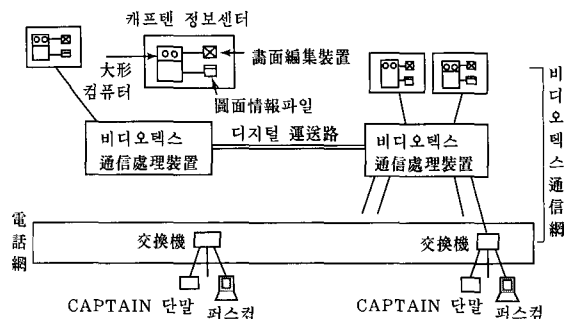 캐프텐 정보센터
大形
컴퓨터
畵面編集裝置
圖面情報파일
비디오텍스
通信處理裝置
디지털 運送路
비디오텍스
通信處理裝置
비디오텍스通信網
電話網
交換機
交換機
CAPTAIN 단말
퍼스컴
CAPTAIN 단말
퍼스컴